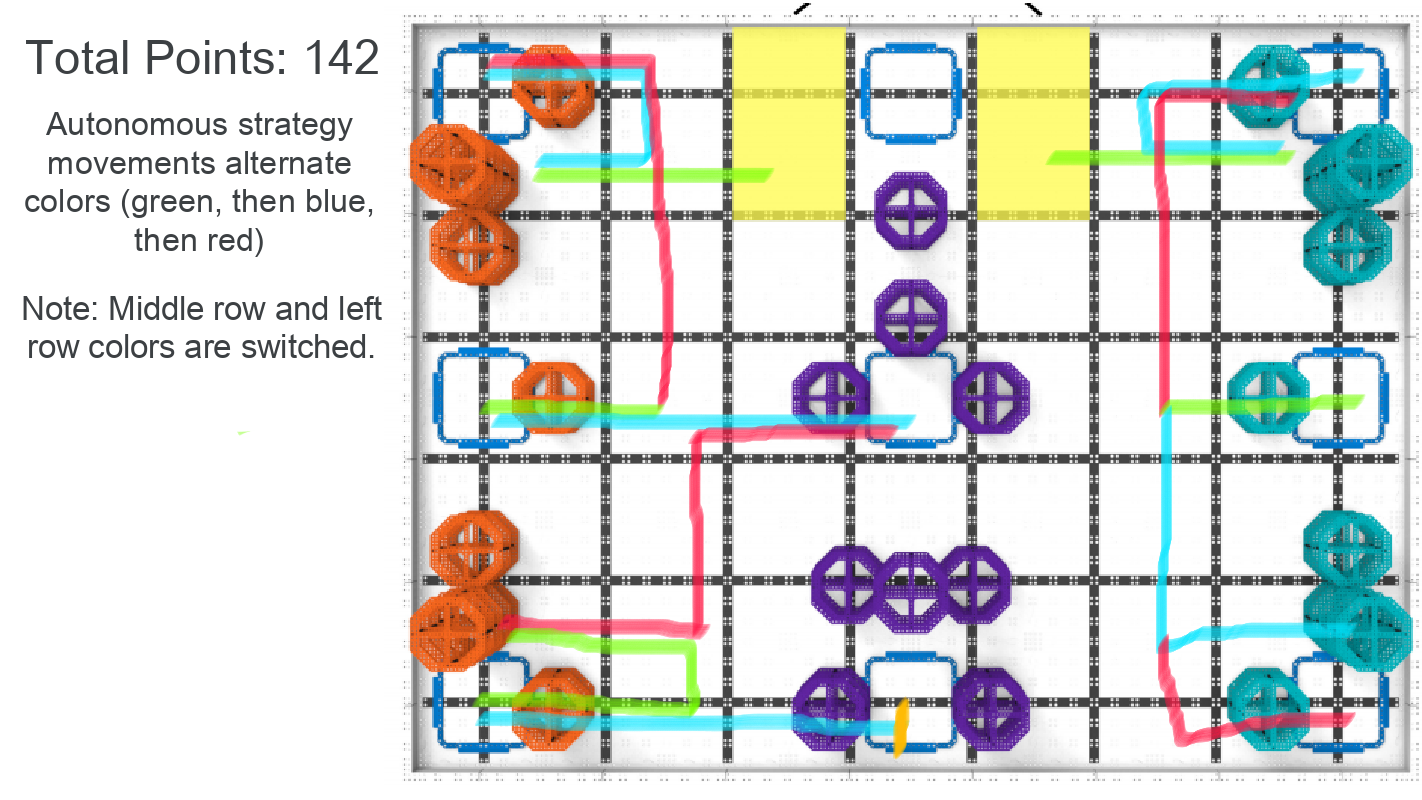 Total Points: 142
Autonomous strategy
movements alternate
colors (green, then blue,
then red)
Note: Middle row and left
row colors are switched.